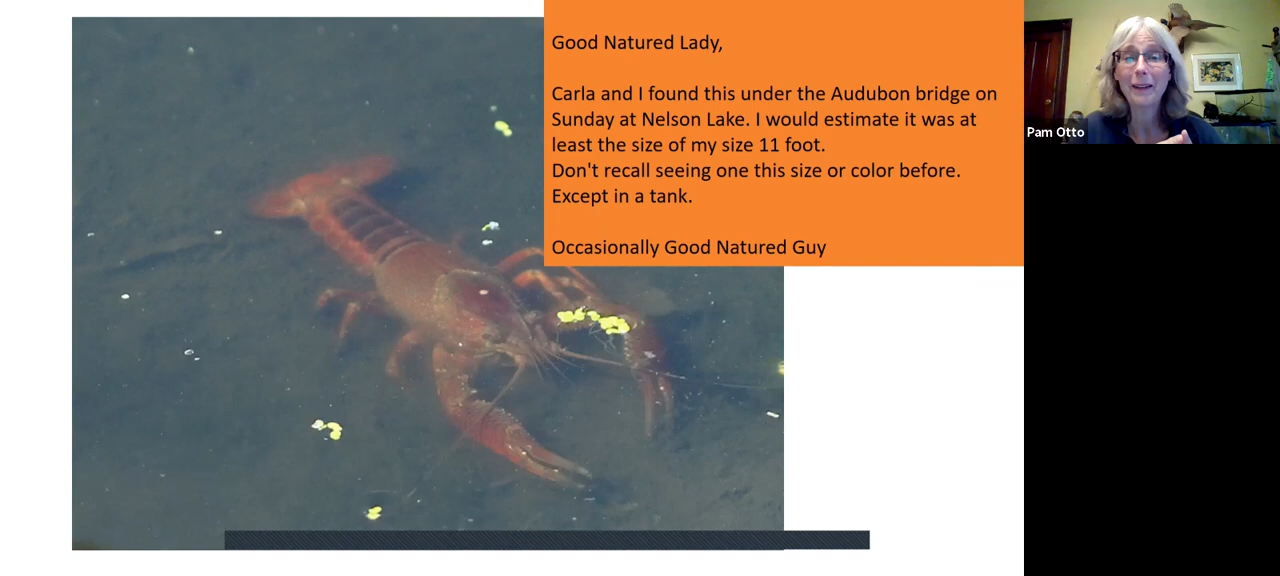 Good Natured Lady,
Carla and I found this under the Audubon bridge on
Sunday at Nelson Lake. I would estimate it was at
least the size of my size 11 foot.
Don't recall seeing one this size or color before.
Except in a tank.
Occasionally Good Natured Guy
Pam Otto